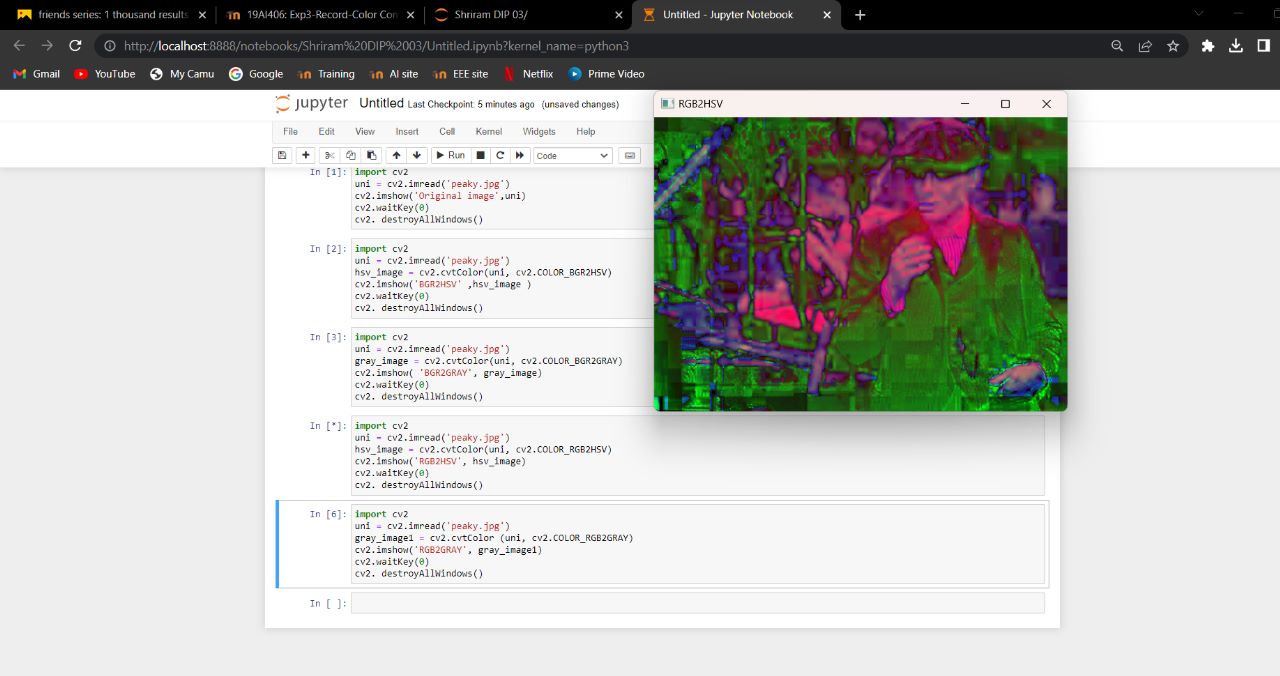 friends series: 1 thousand results
19AI406: Exp3-Record-Color Con
Shriram DIP 03/
Untitled - Jupyter Notebook
http://localhost:8888/notebooks/Shriram%20DIP%2003/Untitled.ipynb?kernel_name=python3
Gmail YouTube My Camu Google Training AI site EEE site Netflix Prime Video
jupyter Untitled Last Checkpoint: 5 minutes ago (unsaved changes)
RGB2HSV
File Edit View Insert Cell Kernel Widgets Help
Run Code
In [1]: import cv2
uni = cv2.imread('peaky.jpg')
cv2.imshow('Original image',uni)
cv2.waitKey(0)
cv2. destroyAllWindows()
In [2]: import cv2
uni = cv2.imread('peaky.jpg')
hsv_image = cv2.cvtColor(uni, cv2.COLOR_BGR2HSV)
cv2.imshow('BGR2HSV' ,hsv_image )
cv2.waitKey(0)
cv2. destroyAllWindows()
In [3]: import cv2
uni = cv2.imread('peaky.jpg')
gray_image = cv2.cvtColor(uni, cv2.COLOR_BGR2GRAY)
cv2.imshow( 'BGR2GRAY', gray_image)
cv2.waitKey(0)
cv2. destroyAllWindows()
In [*]: import cv2
uni = cv2.imread('peaky.jpg')
hsv_image = cv2.cvtColor(uni, cv2.COLOR_RGB2HSV)
cv2.imshow('RGB2HSV', hsv_image)
cv2.waitKey(0)
cv2. destroyAllWindows()
In [6]: import cv2
uni = cv2.imread('peaky.jpg')
gray_image1 = cv2.cvtColor (uni, cv2.COLOR_RGB2GRAY)
cv2.imshow('RGB2GRAY', gray_image1)
cv2.waitKey(0)
cv2. destroyAllWindows()
In [ ]: